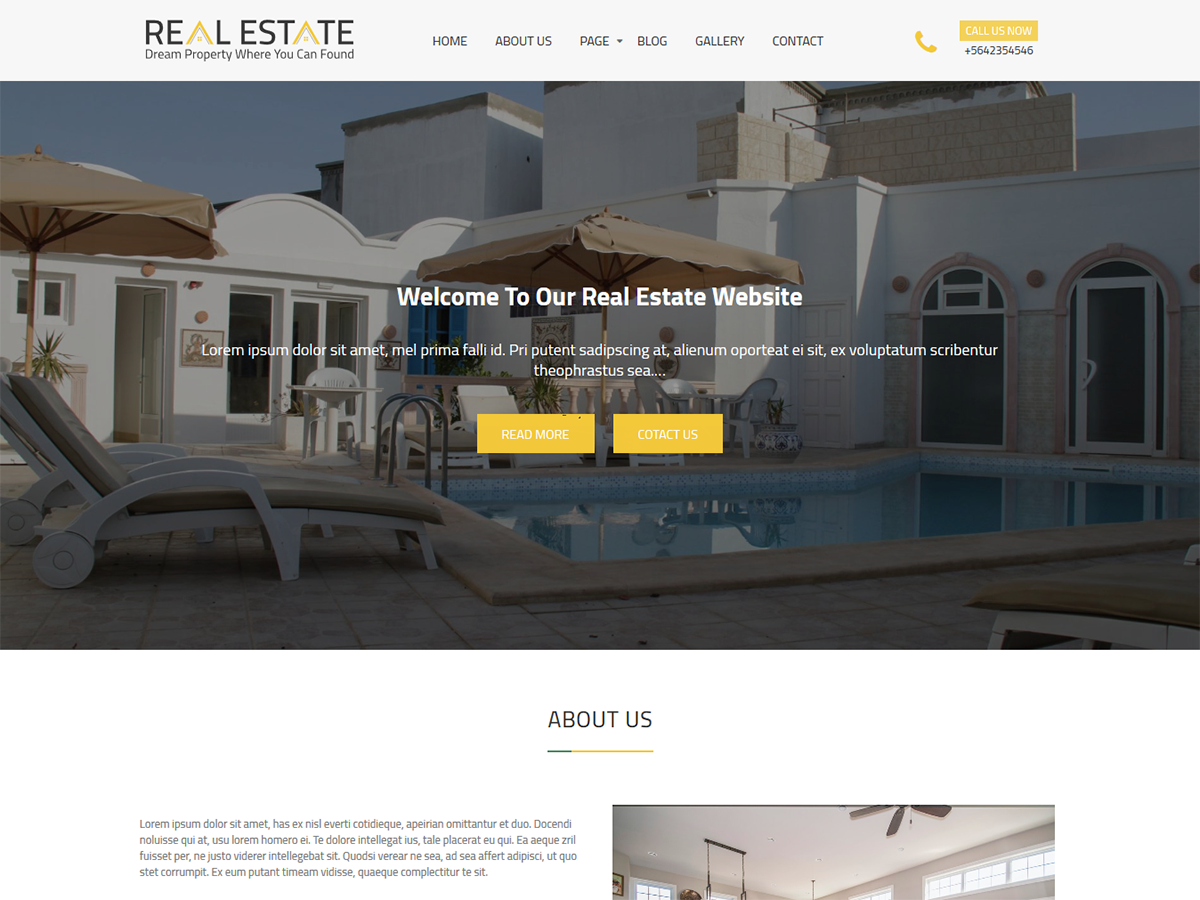 REAL ESTATE
Dream Property Where You Can Found
HOME ABOUT US PAGE BLOG GALLERY CONTACT
CALL US NOW
+5642354546
Welcome To Our Real Estate Website
Lorem ipsum dolor sit amet, mel prima falli id. Pri putent sadipscing at, alienum oporteat ei sit, ex voluptatum scribentur
theophrastus sea....
READ MORE COTACT US
ABOUT US
Lorem ipsum dolor sit amet, has ex nisl everti cotidieque, apeirian omittantur et duo. Docendi
noluisse qui at, usu lorem homero ei. Te dolore intellegat ius, tale placerat eu qui. Ea aeque zril
fuisset per, ne justo viderer intellegebat sit. Quodsi verear ne sea, ad sea affert adipisci, ut quo
stet corrumpit. Ex eum putant timeam vidisse, quaeque complectitur te sit.